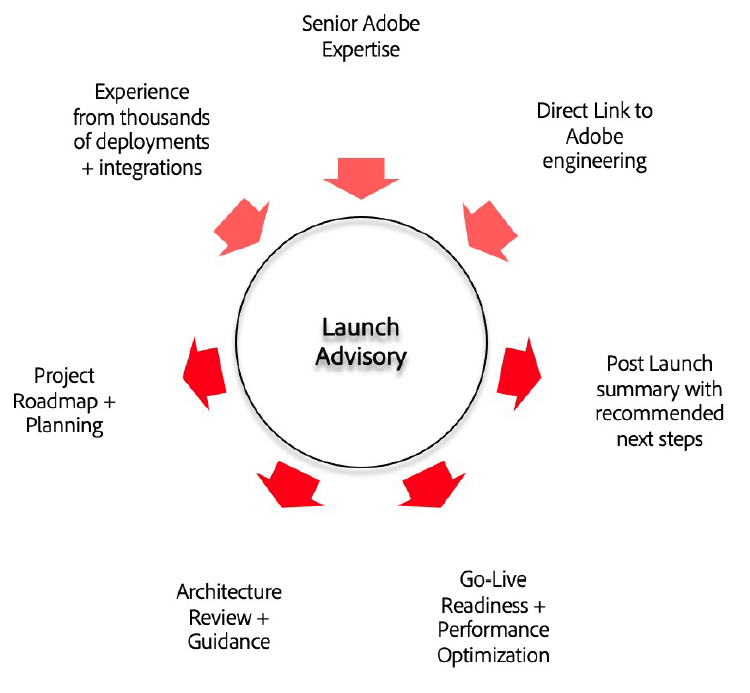 Senior Adobe
Expertise
Experience
from thousands
of deployments
+ integrations
Direct Link to
Adobe
engineering
Launch
Advisory
Project
Roadmap +
Planning
Post Launch
summary with
recommended
next steps
Architecture
Review +
Guidance
Go-Live
Readiness +
Performance
Optimization